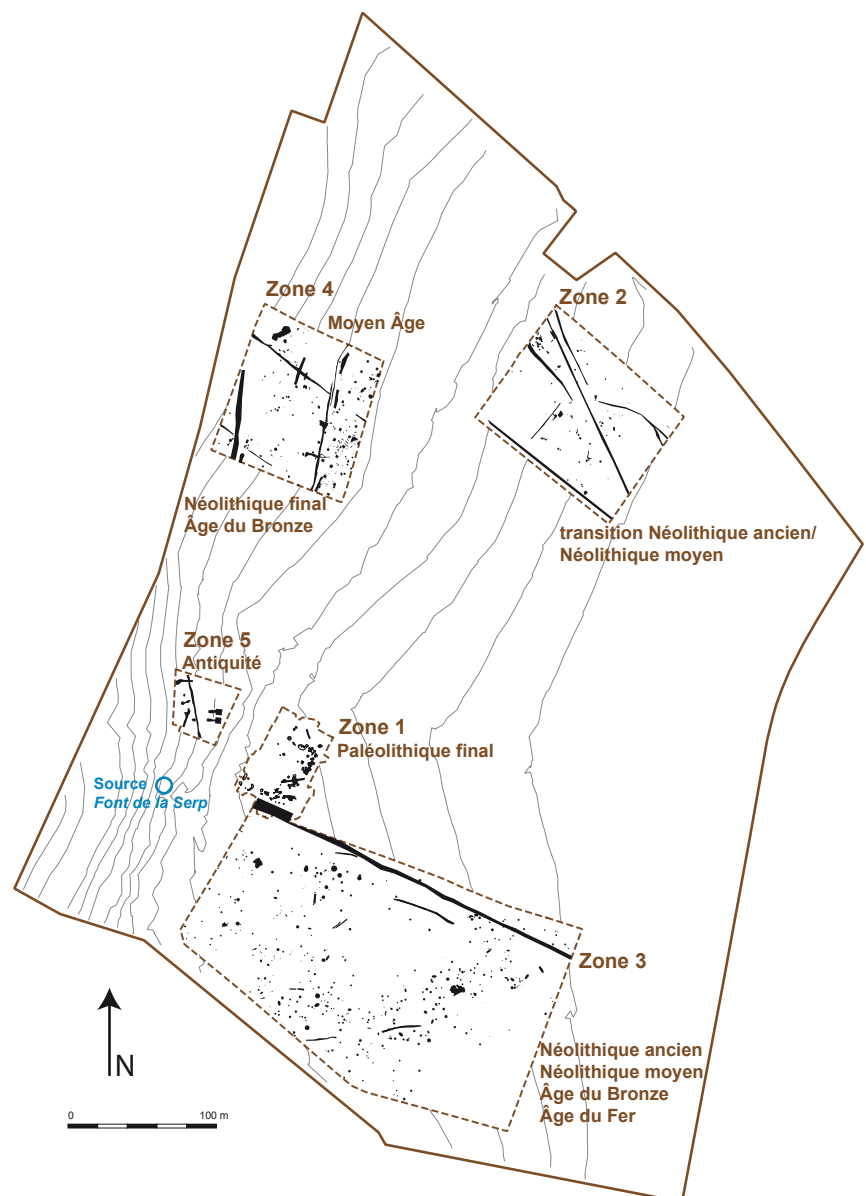 Zone 4
Moyen Âge
Zone 2
Néolithique final
Âge du Bronze
transition Néolithique ancien/
Néolithique moyen
Zone 5
Antiquité
Zone 1
Paléolithique final
Source
Font de la Serp
Zone 3
Néolithique ancien
Néolithique moyen
Âge du Bronze
Âge du Fer
N
0 100 m